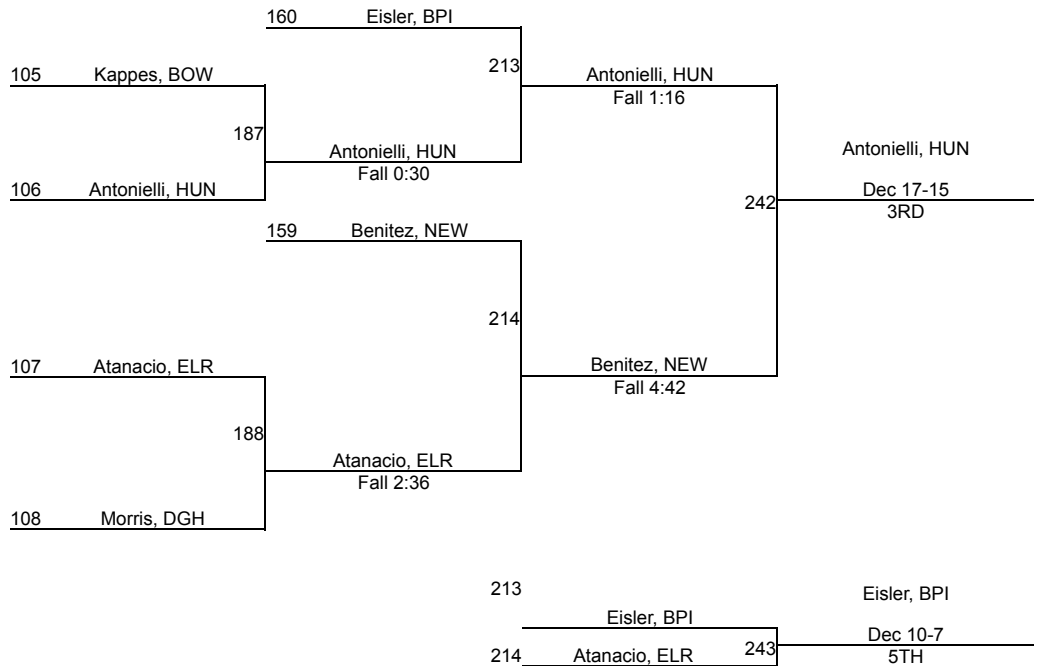 160 Eisler, BPI
213
105 Kappes, BOW
Antonielli, HUN
Fall 1:16
187
Antonielli, HUN
Fall 0:30
Antonielli, HUN
106 Antonielli, HUN
242
Dec 17-15
3RD
159 Benitez, NEW
214
107 Atanacio, ELR
Benitez, NEW
Fall 4:42
188
Atanacio, ELR
Fall 2:36
108 Morris, DGH
213
Eisler, BPI
Eisler, BPI
Dec 10-7
243
5TH
214 Atanacio, ELR